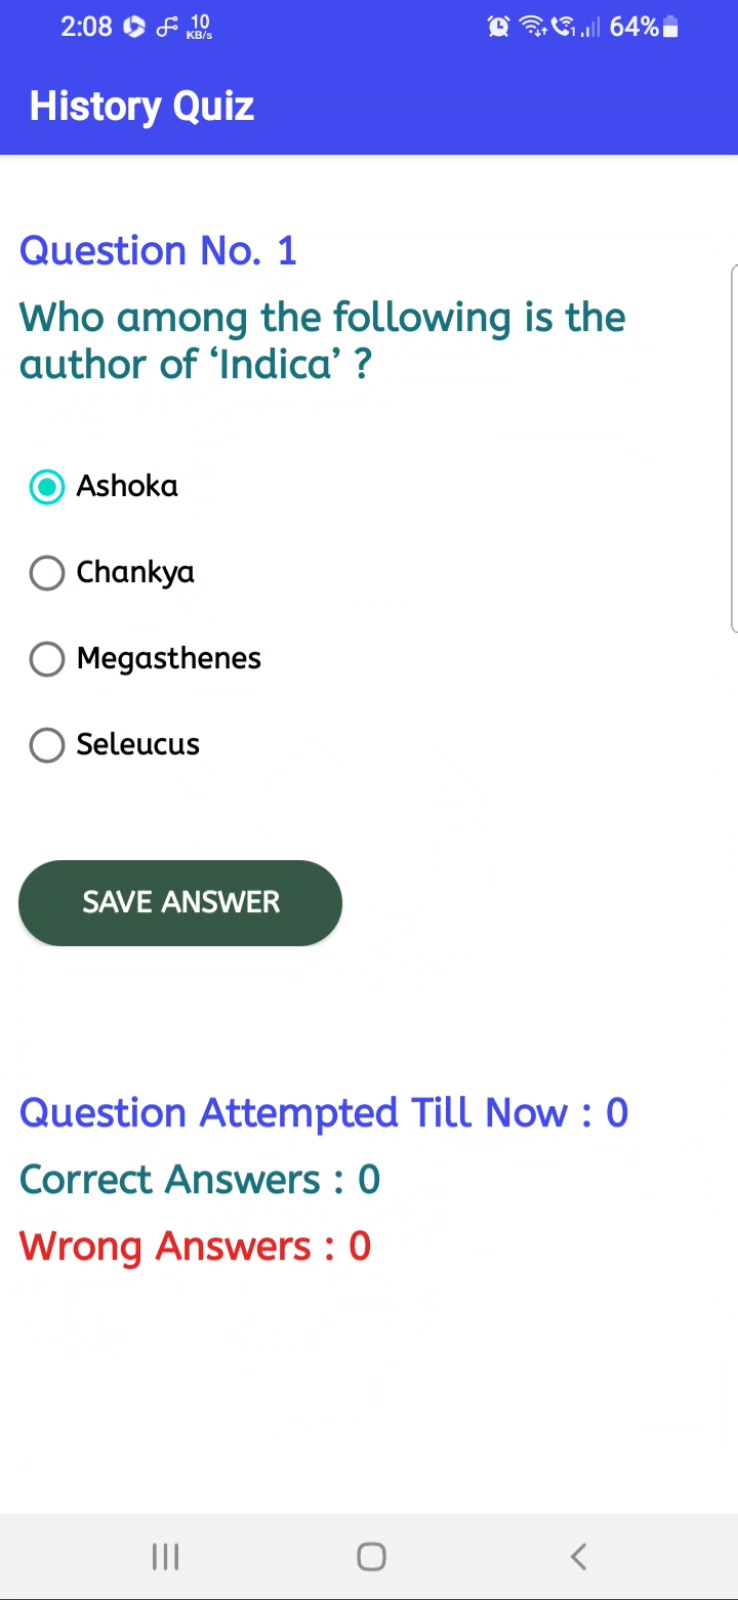 2:08 10 KB/s 64%
History Quiz
Question No. 1
Who among the following is the
author of ‘Indica’ ?
Ashoka
Chankya
Megasthenes
Seleucus
SAVE ANSWER
Question Attempted Till Now : 0
Correct Answers : 0
Wrong Answers : 0